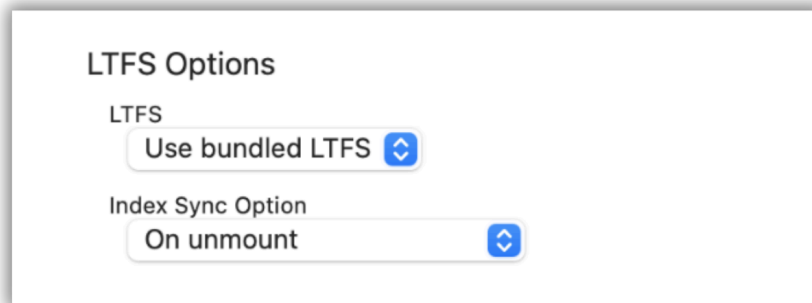 LTFS Options
LTFS
Use bundled LTFS
Index Sync Option
On unmount